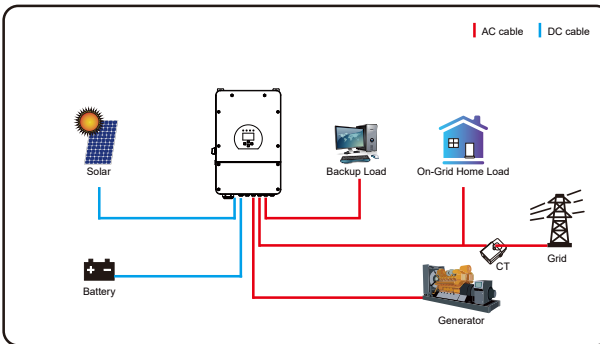 AC cable
DC cable
Solar
Backup Load
On-Grid Home Load
CT
Grid
Battery
Generator